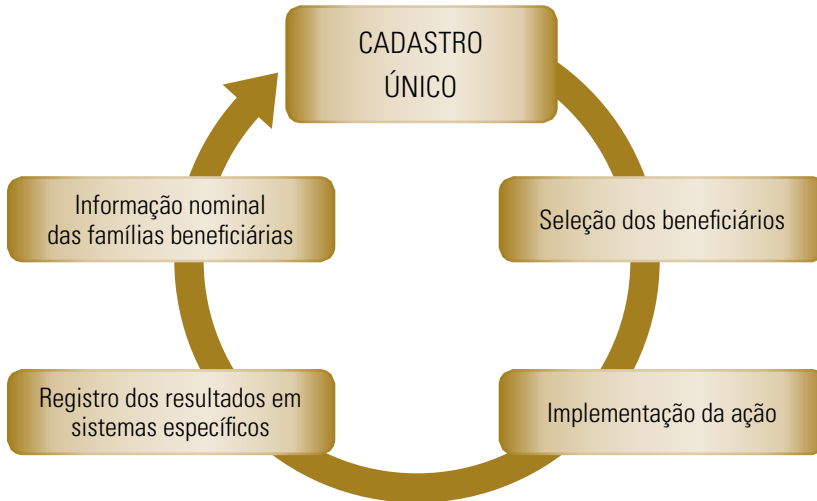 CADASTRO
ÚNICO
Seleção dos beneficiários
Implementação da ação
Registro dos resultados em
sistemas específicos
Informação nominal
das famílias beneficiárias